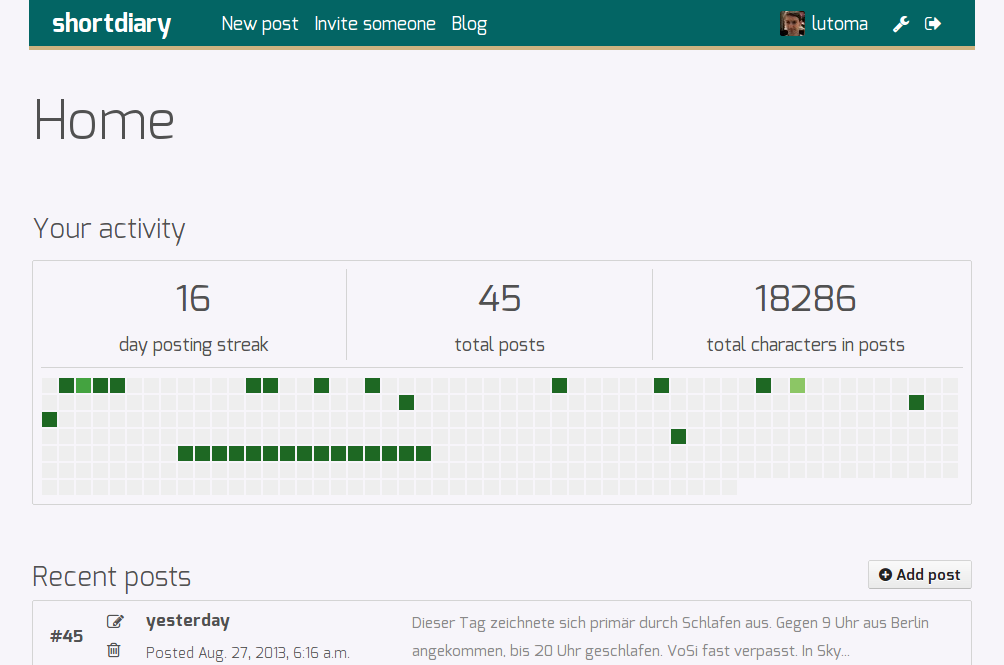 shortdiary New post Invite someone Blog lutoma
Home
Your activity
16 45 18286
day posting streak total posts total characters in posts
Recent posts Add post
#45 yesterday Dieser Tag zeichnete sich primär durch Schlafen aus. Gegen 9 Uhr aus Berlin
Posted Aug. 27, 2013, 6:16 a.m. angekommen, bis 20 Uhr geschlafen. VoSi fast verpasst. In Sky...